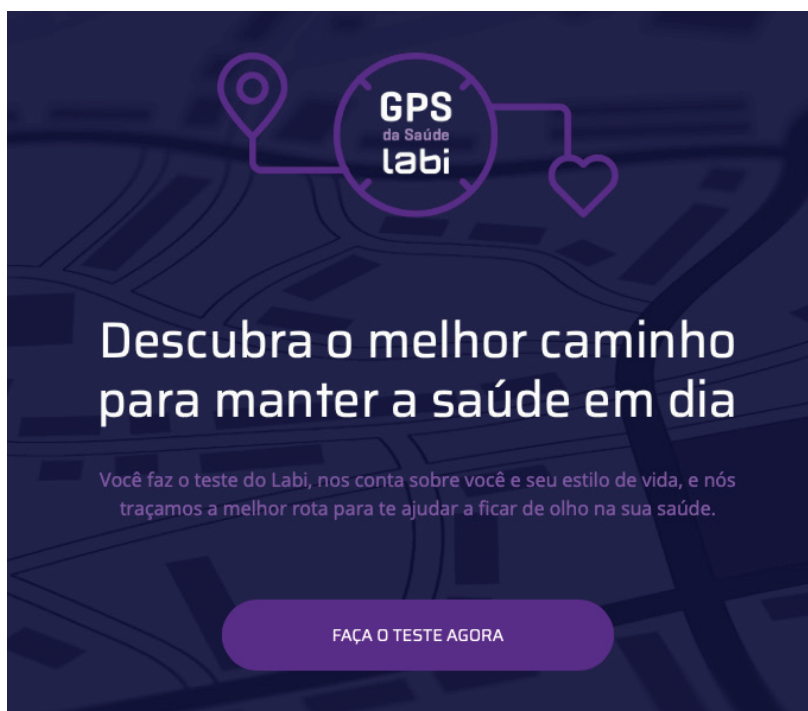 GPS
da Saúde
labi
Descubra o melhor caminho
para manter a saúde em dia
Você faz o teste do Labi, nos conta sobre você e seu estilo de vida, e nós
traçamos a melhor rota para te ajudar a ficar de olho na sua saúde.
FAÇA O TESTE AGORA